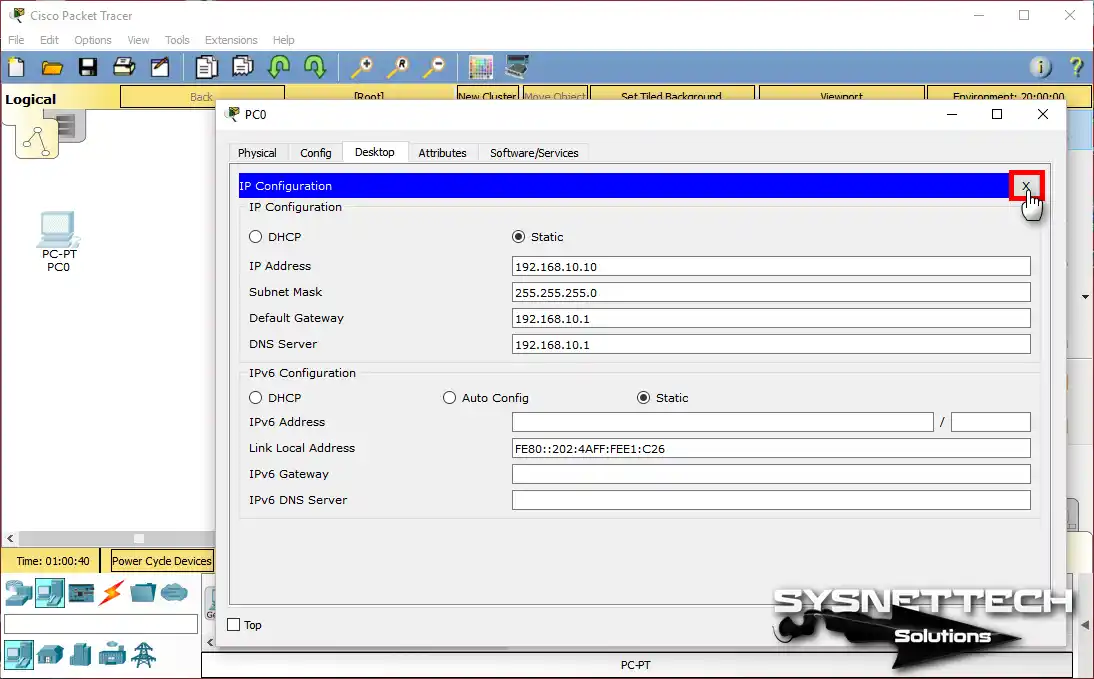 Cisco Packet Tracer
File Edit Options View Tools Extensions Help
Logical Back [Root] New Cluster Move Object Set Tiled Background Viewport Environment: 20:00:00
PC0
Physical Config Desktop Attributes Software/Services
IP Configuration X
IP Configuration
DHCP Static
IP Address 192.168.10.10
Subnet Mask 255.255.255.0
Default Gateway 192.168.10.1
DNS Server 192.168.10.1
IPv6 Configuration
DHCP Auto Config Static
IPv6 Address /
Link Local Address FE80::202:4AFF:FEE1:C26
IPv6 Gateway
IPv6 DNS Server
Top
PC-PT
PC0
Time: 01:00:40 Power Cycle Devices
PC-PT
SYSNETTECH
Solutions